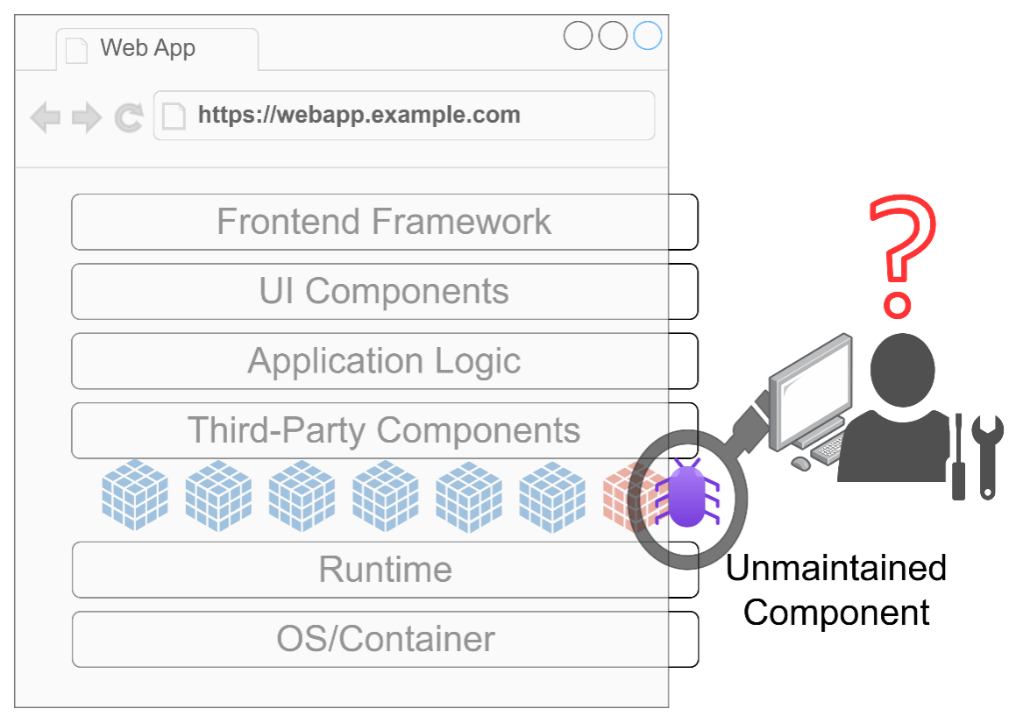 Web App
https://webapp.example.com
Frontend Framework
UI Components
Application Logic
Third-Party Components
Runtime
OS/Container
?
Unmaintained
Component